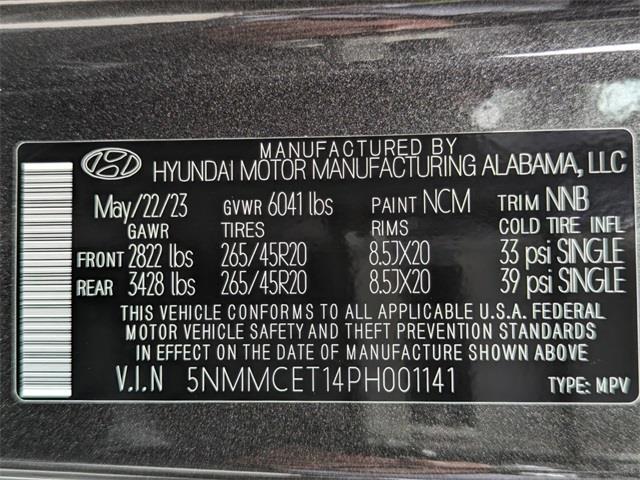 MANUFACTURED BY
HYUNDAI MOTOR MANUFACTURING ALABAMA, LLC
May/22/23 GVWR 6041 lbs PAINT NCM TRIM NNB
GAWR TIRES RIMS COLD TIRE INFL
FRONT 2822 lbs 265/45R20 8.5JX20 33 psi SINGLE
REAR 3428 lbs 265/45R20 8.5JX20 39 psi SINGLE
THIS VEHICLE CONFORMS TO ALL APPLICABLE U.S.A. FEDERAL
MOTOR VEHICLE SAFETY AND THEFT PREVENTION STANDARDS
IN EFFECT ON THE DATE OF MANUFACTURE SHOWN ABOVE
V.I.N 5NMMCET14PH001141 TYPE: MPV